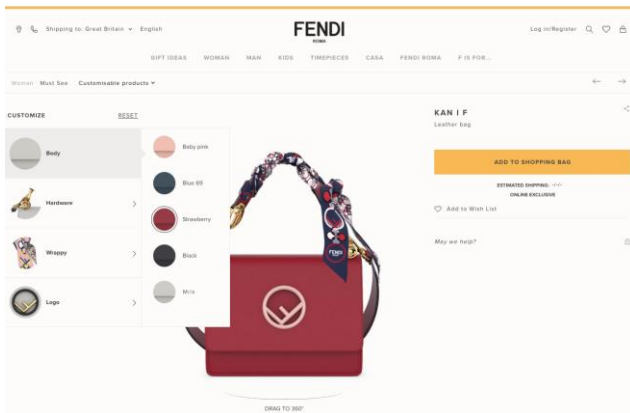 Shipping to: Great Britain English
FENDI
ROMA
Log in/Register
GIFT IDEAS WOMAN MAN KIDS TIMEPIECES CASA FENDI ROMA F IS FOR...
Woman Must See Customisable products
CUSTOMIZE RESET
Body
Hardware
Wrappy
Logo
Baby pink
Blue 69
Strawberry
Black
FENDI
DRAG TO 360°
KAN I F
Leather bag
ADD TO SHOPPING BAG
ESTIMATED SHIPPING:
ONLINE EXCLUSIVE
Add to Wish List
May we help?